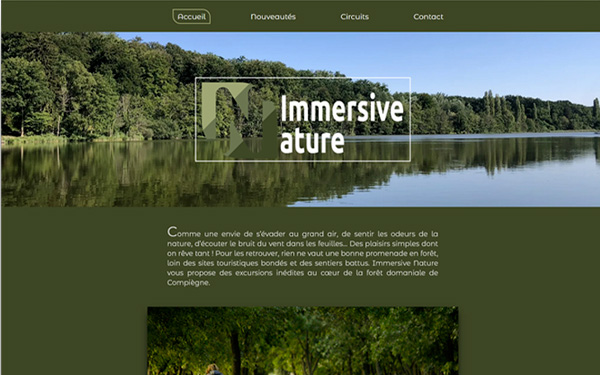 Accueil Nouveautés Circuits Contact
Immersive
ature
Comme une envie de s'évader au grand air, de sentir les odeurs de la
nature, d'écouter le bruit du vent dans les feuilles... Des plaisirs simples dont
on rêve tant ! Pour les retrouver, rien ne vaut une bonne promenade en forêt,
loin des sites touristiques bondés et des sentiers battus. Immersive Nature
vous propose des excursions inédites au cœur de la forêt domaniale de
Compiègne.